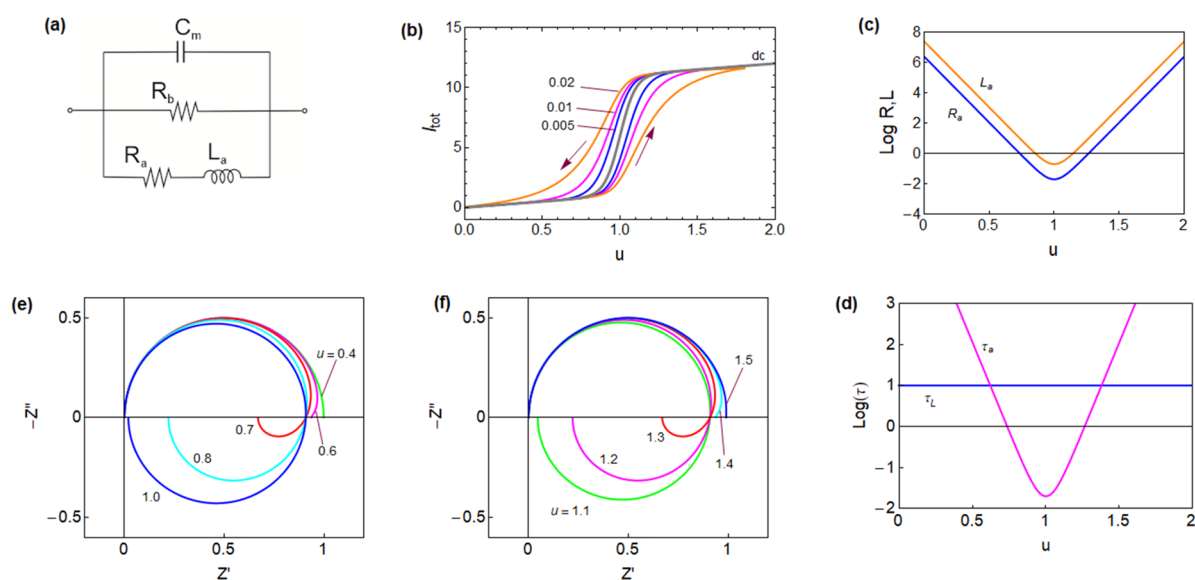 (a)
C_m
R_b
R_a
L_a
(b)
15
10
5
0
I_tot
0.0
0.5
1.0
1.5
2.0
u
dc
0.02
0.01
0.005
(c)
8
6
4
2
0
−2
−4
Log R, L
L_a
R_a
0
0.5
1
1.5
2
u
(e)
0.5
0
−0.5
−Z''
u = 0.4
0.6
0.7
0.8
1.0
0
0.5
1
Z'
(f)
0.5
0
−0.5
−Z''
1.5
1.4
1.3
1.2
u = 1.1
0
0.5
1
Z'
(d)
3
2
1
0
−1
−2
Log(τ)
τ_a
τ_L
0
0.5
1
1.5
2
u